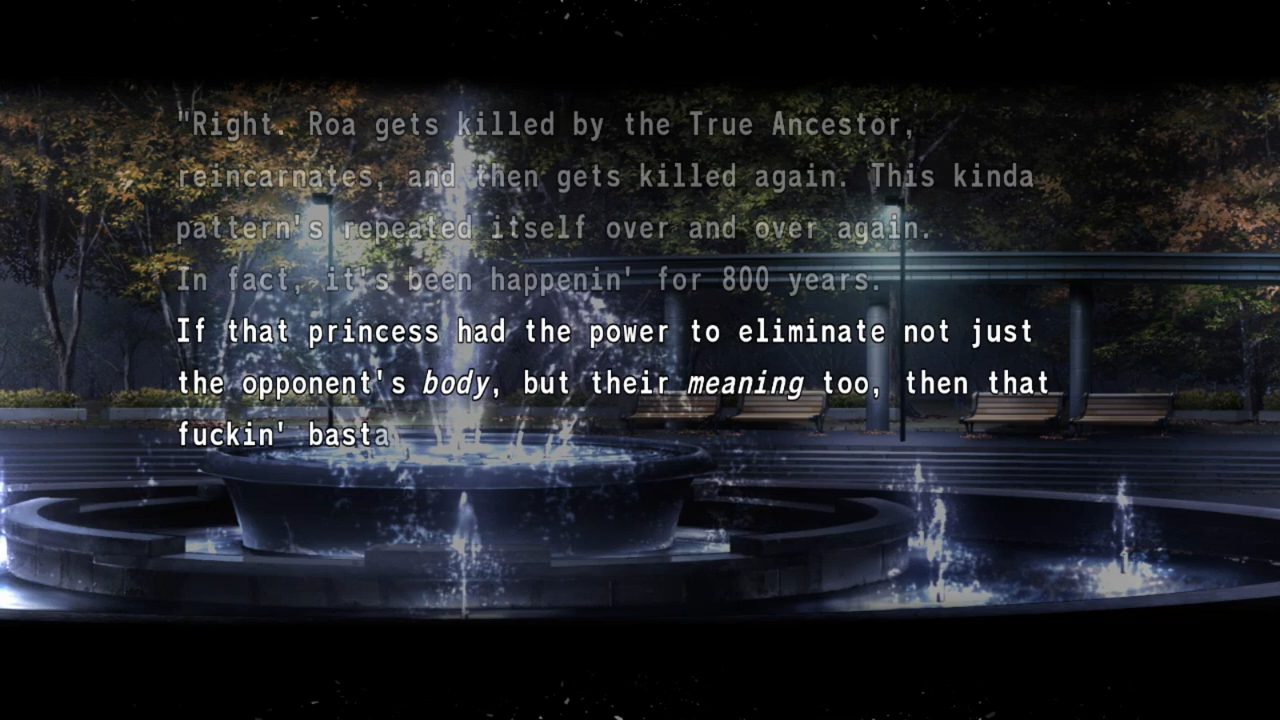 "Right. Roa gets killed by the True Ancestor,
reincarnates, and then gets killed again. This kinda
pattern's repeated itself over and over again.
In fact, it's been happenin' for 800 years.
If that princess had the power to eliminate not just
the opponent's body, but their meaning too, then that
fuckin' basta